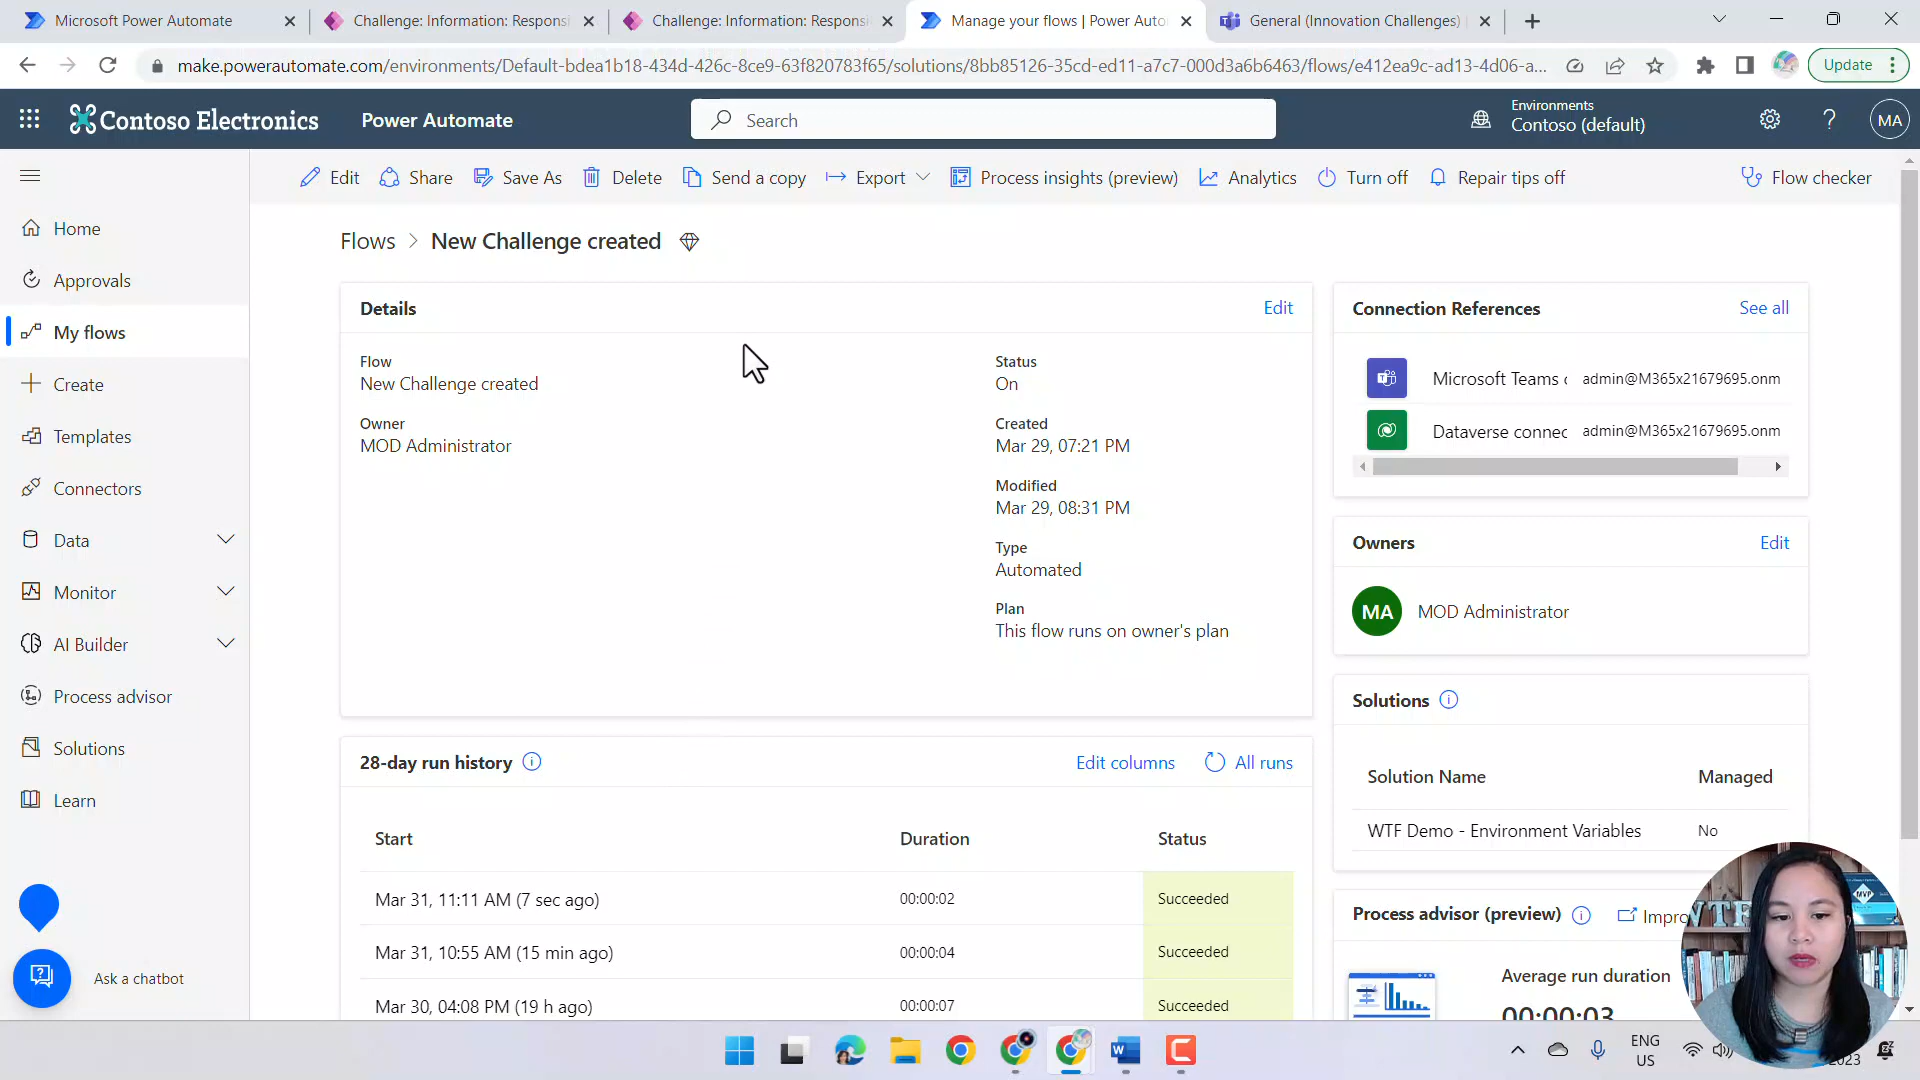 Microsoft Power Automate
Challenge: Information: Responsi
Challenge: Information: Responsi
Manage your flows | Power Auto
General (Innovation Challenges) |
make.powerautomate.com/environments/Default-bdea1b18-434d-426c-8ce9-63f820783f65/solutions/8bb85126-35cd-ed11-a7c7-000d3a6b6463/flows/e412ea9c-ad13-4d06-a...
Update
Contoso Electronics
Power Automate
Search
Environments
Contoso (default)
MA
Edit
Share
Save As
Delete
Send a copy
Export
Process insights (preview)
Analytics
Turn off
Repair tips off
Flow checker
Home
Approvals
My flows
Create
Templates
Connectors
Data
Monitor
AI Builder
Process advisor
Solutions
Learn
Ask a chatbot
Flows > New Challenge created
Details
Edit
Flow
New Challenge created
Owner
MOD Administrator
Status
On
Created
Mar 29, 07:21 PM
Modified
Mar 29, 08:31 PM
Type
Automated
Plan
This flow runs on owner's plan
Connection References
See all
Microsoft Teams c
admin@M365x21679695.onm
Dataverse connec
admin@M365x21679695.onm
Owners
Edit
MA
MOD Administrator
Solutions
Solution Name
Managed
WTF Demo - Environment Variables
No
28-day run history
Edit columns
All runs
Start
Duration
Status
Mar 31, 11:11 AM (7 sec ago)
00:00:02
Succeeded
Mar 31, 10:55 AM (15 min ago)
00:00:04
Succeeded
Mar 30, 04:08 PM (19 h ago)
00:00:07
Succeeded
Process advisor (preview)
Impro
Average run duration
00:00:03
MVP
ENG
US
2023